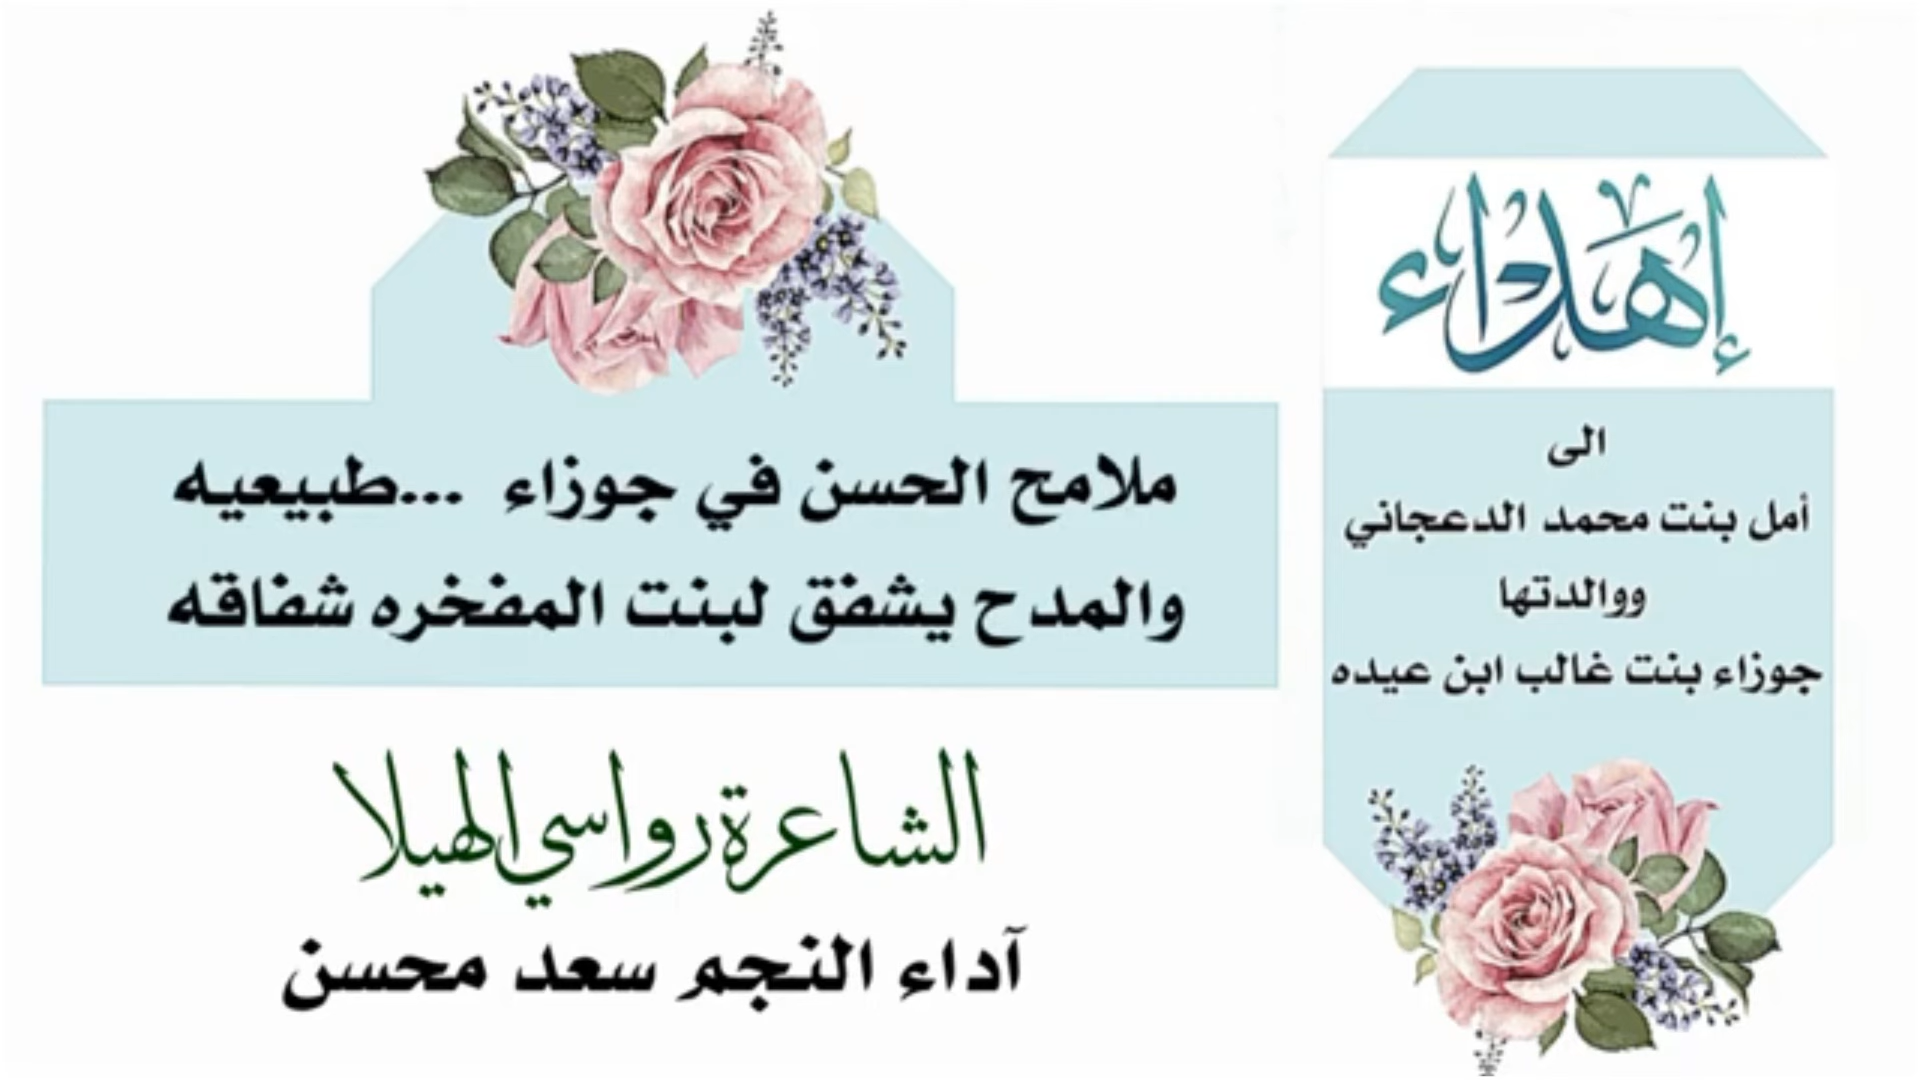 إهداء
الى
أمل بنت محمد الدعجاني
ووالدتها
جوزاء بنت غالب ابن عيده
ملامح الحسن في جوزاء ...طبيعيه
والمدح يشفق لبنت المفخره شفاقه
الشاعرة رواسي الهيلا
آداء النجم سعد محسن